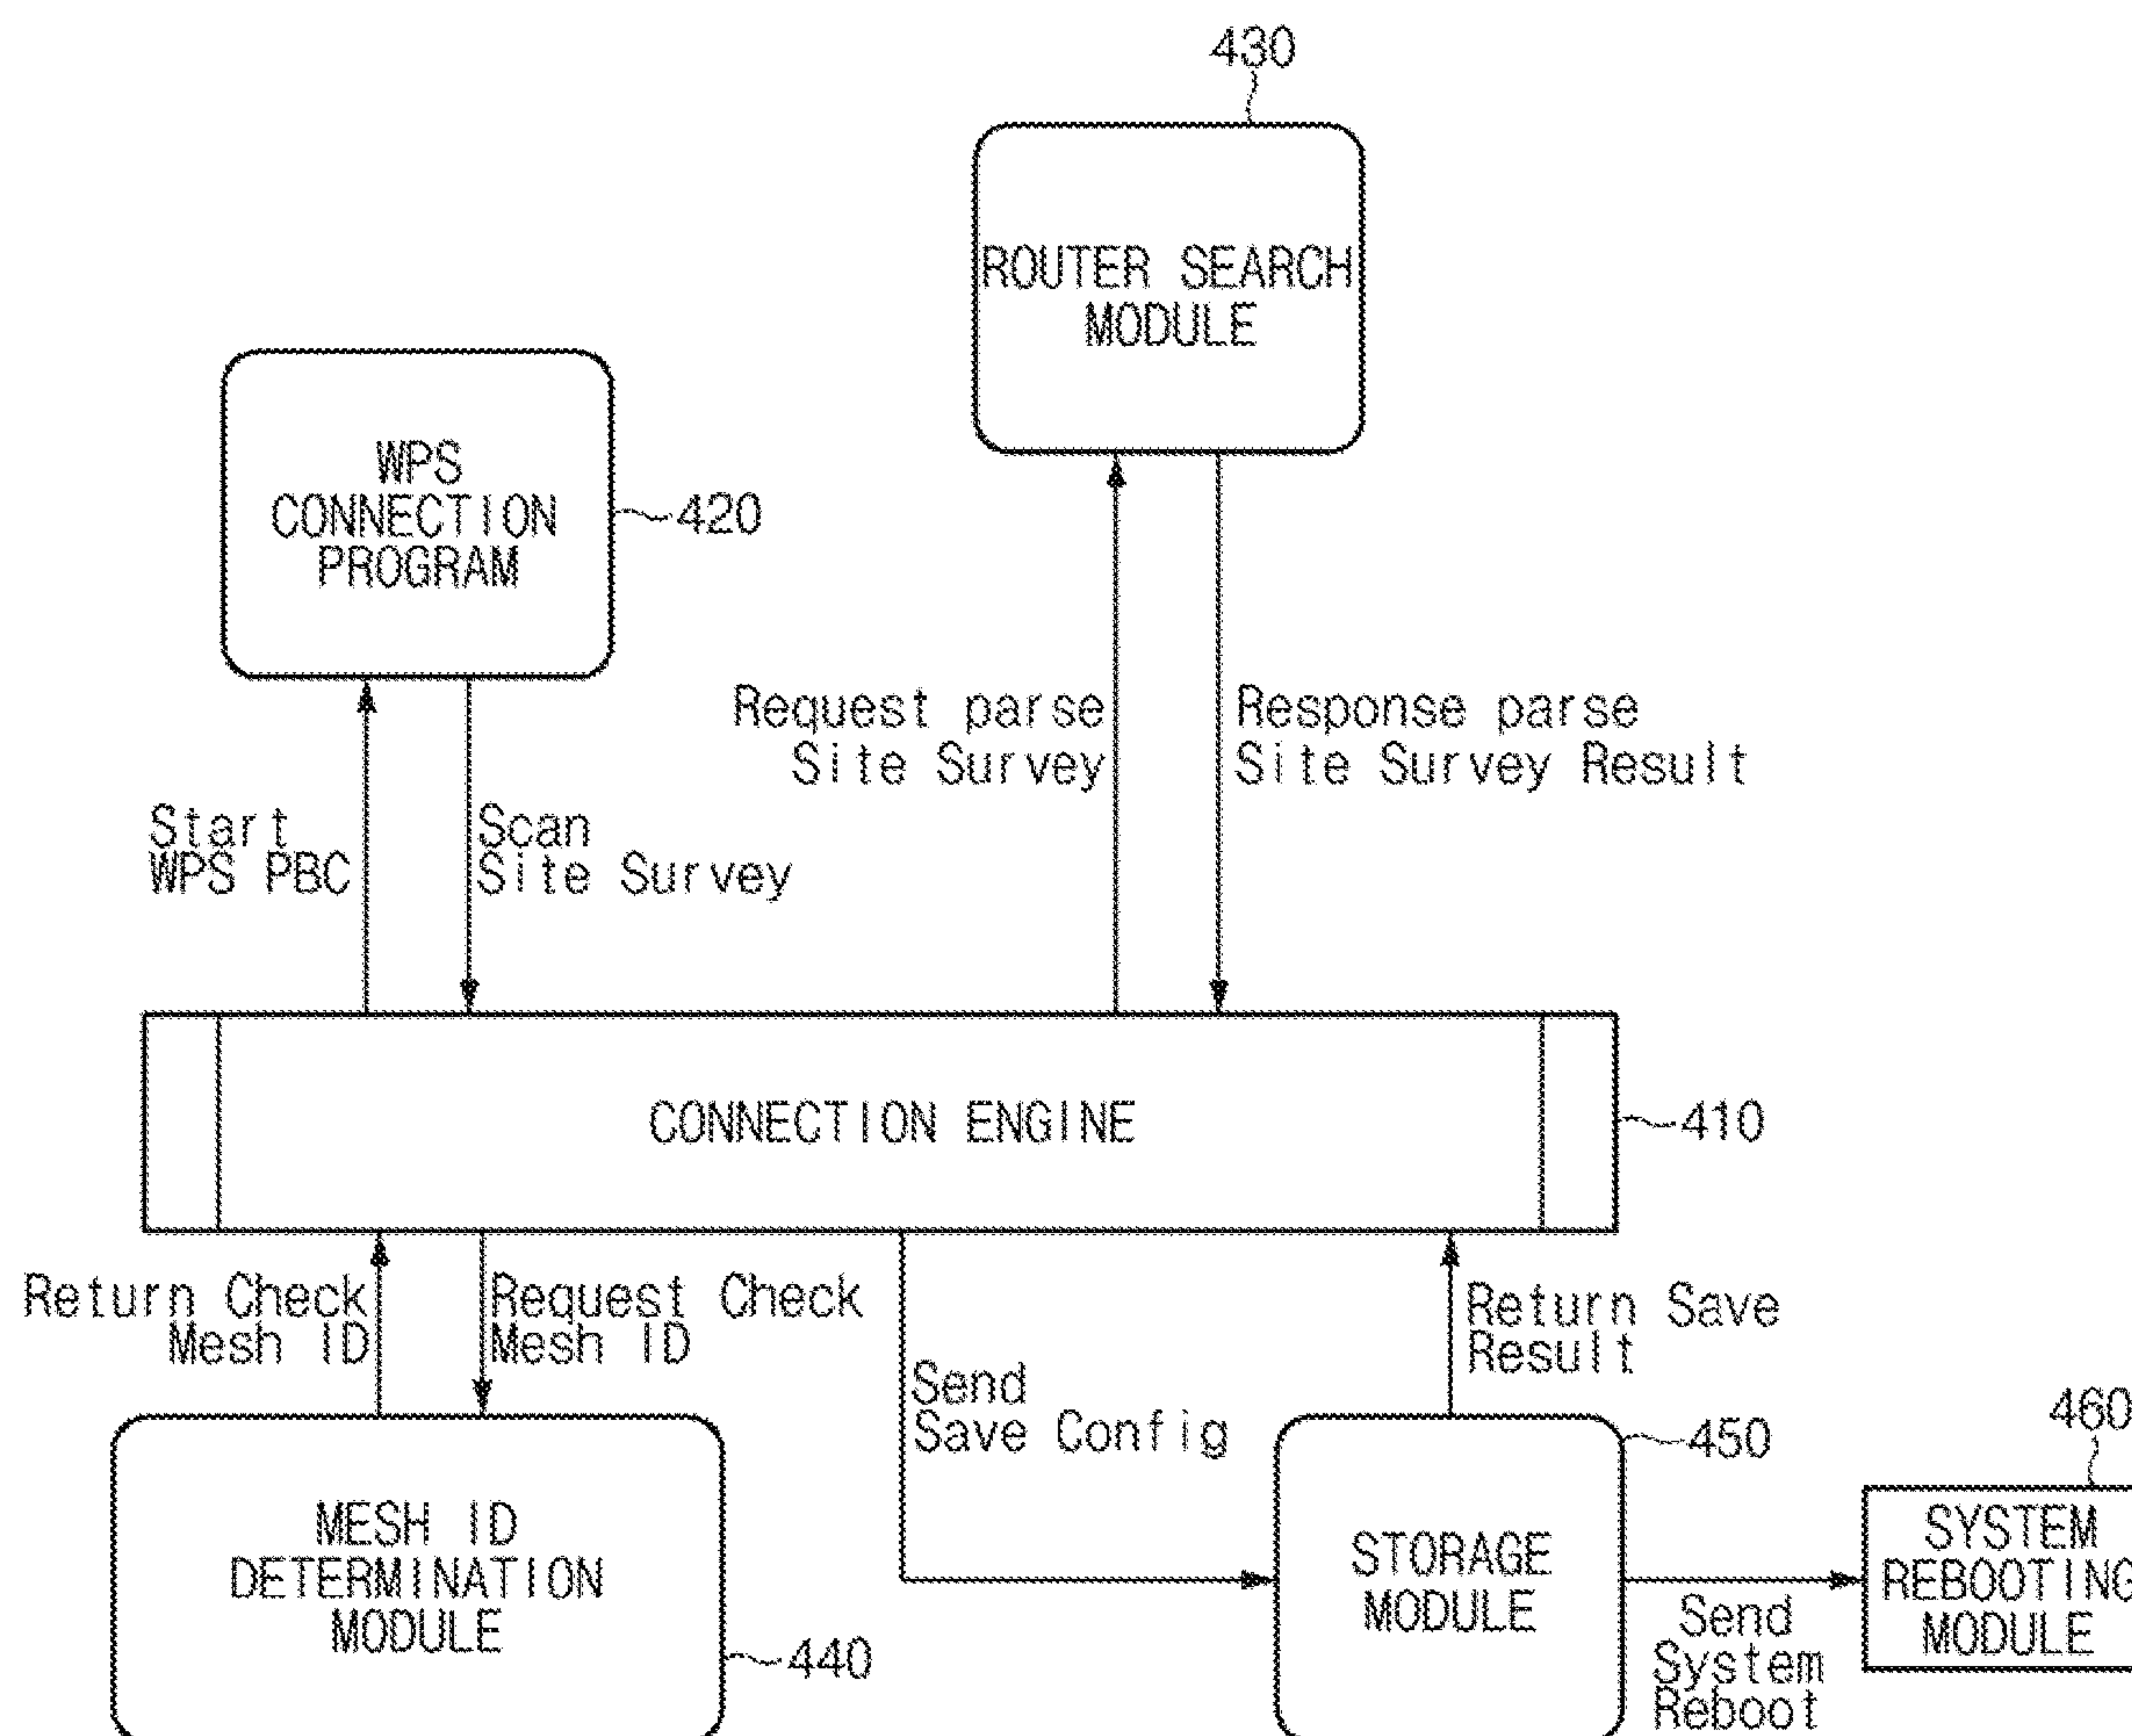 430
ROUTER SEARCH
MODULE
WPS
CONNECTION
PROGRAM
420
Request parse
Site Survey
Response parse
Site Survey Result
Start
WPS PBC
Scan
Site Survey
CONNECTION ENGINE
410
Return Check
Mesh ID
Request Check
Mesh ID
Send
Save Config
Return Save
Result
MESH ID
DETERMINATION
MODULE
440
STORAGE
MODULE
450
Send
System
Reboot
460
SYSTEM
REBOOTING
MODULE